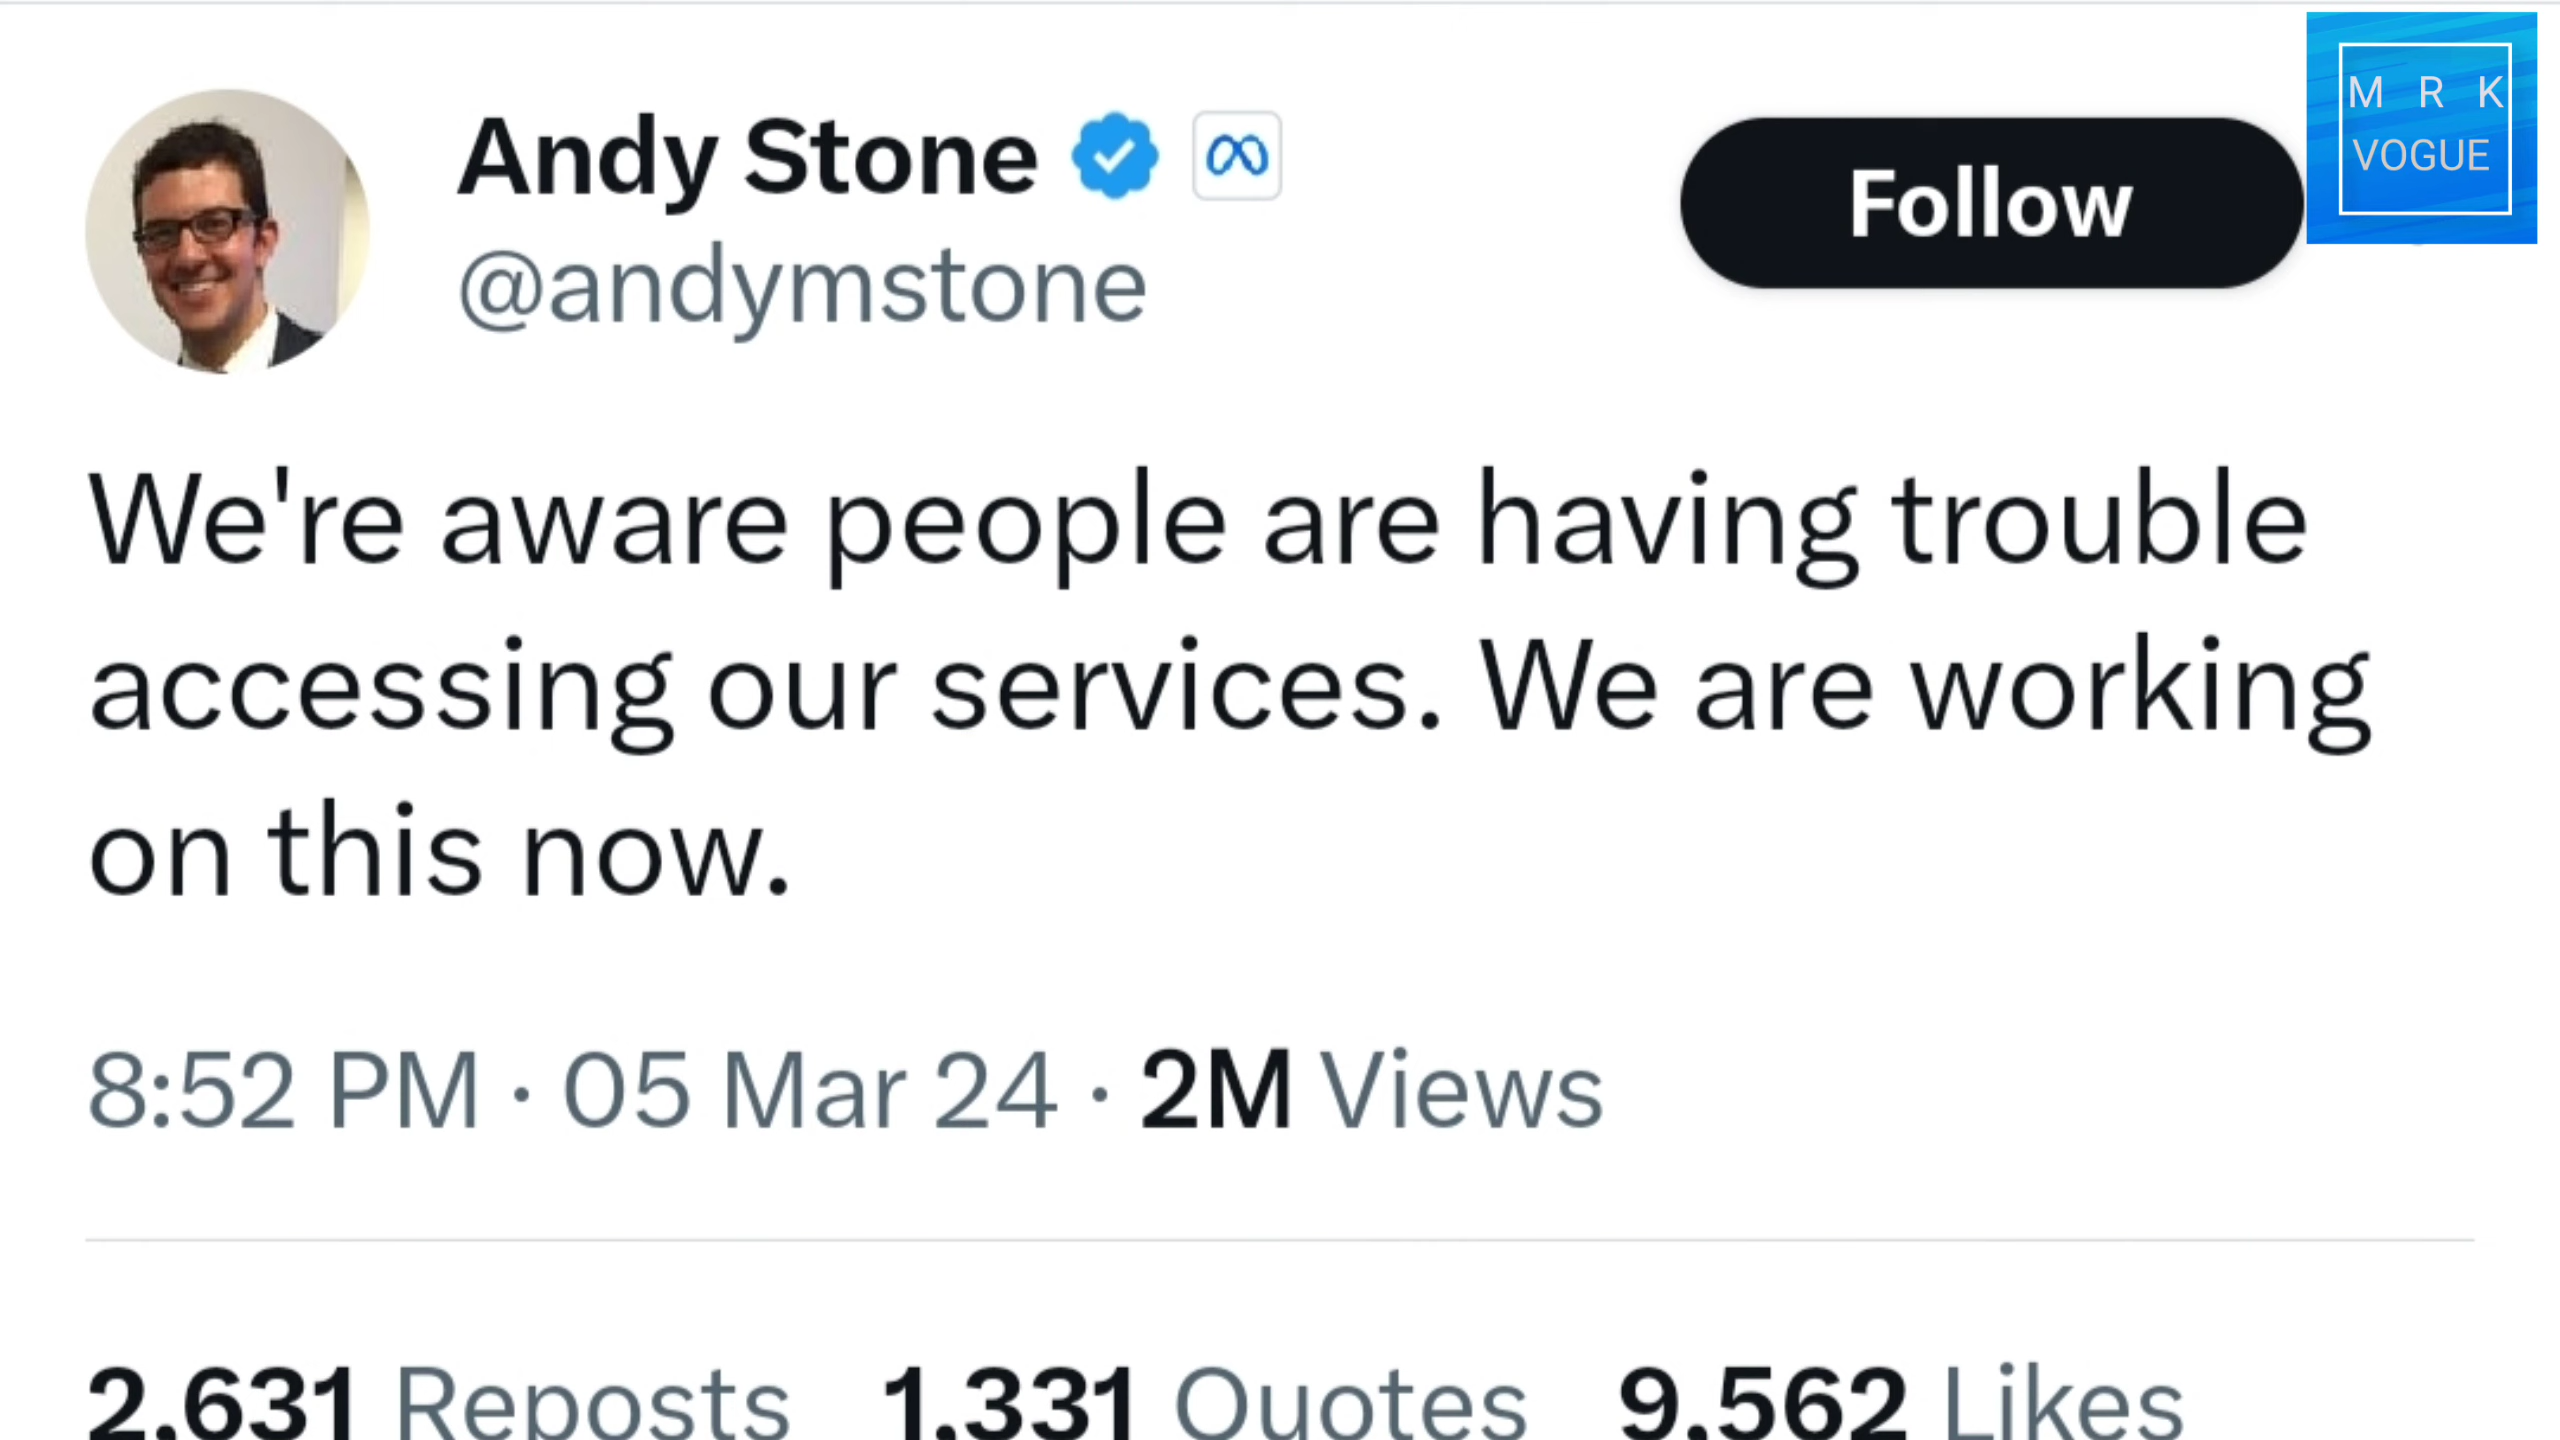 Andy Stone
@andymstone
Follow
M R K
VOGUE
We're aware people are having trouble
accessing our services. We are working
on this now.
8:52 PM · 05 Mar 24 · 2M Views
2,631 Reposts 1,331 Quotes 9,562 Likes